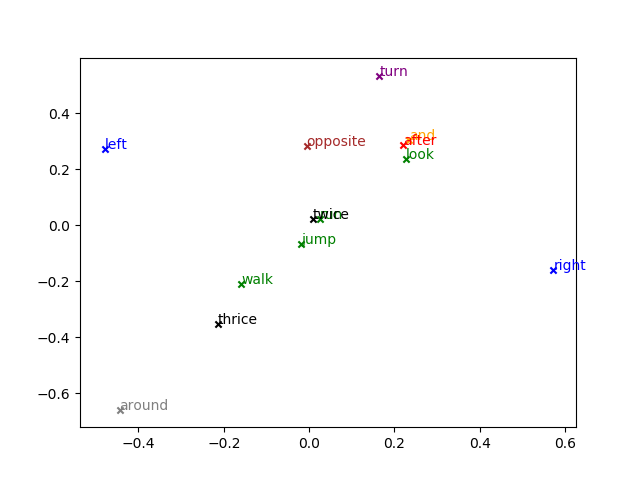 turn
0.4
and
after
left
opposite
look
0.2
twice
run
0.0
jump
right
−0.2
walk
thrice
−0.4
−0.6
around
−0.4 −0.2 0.0 0.2 0.4 0.6